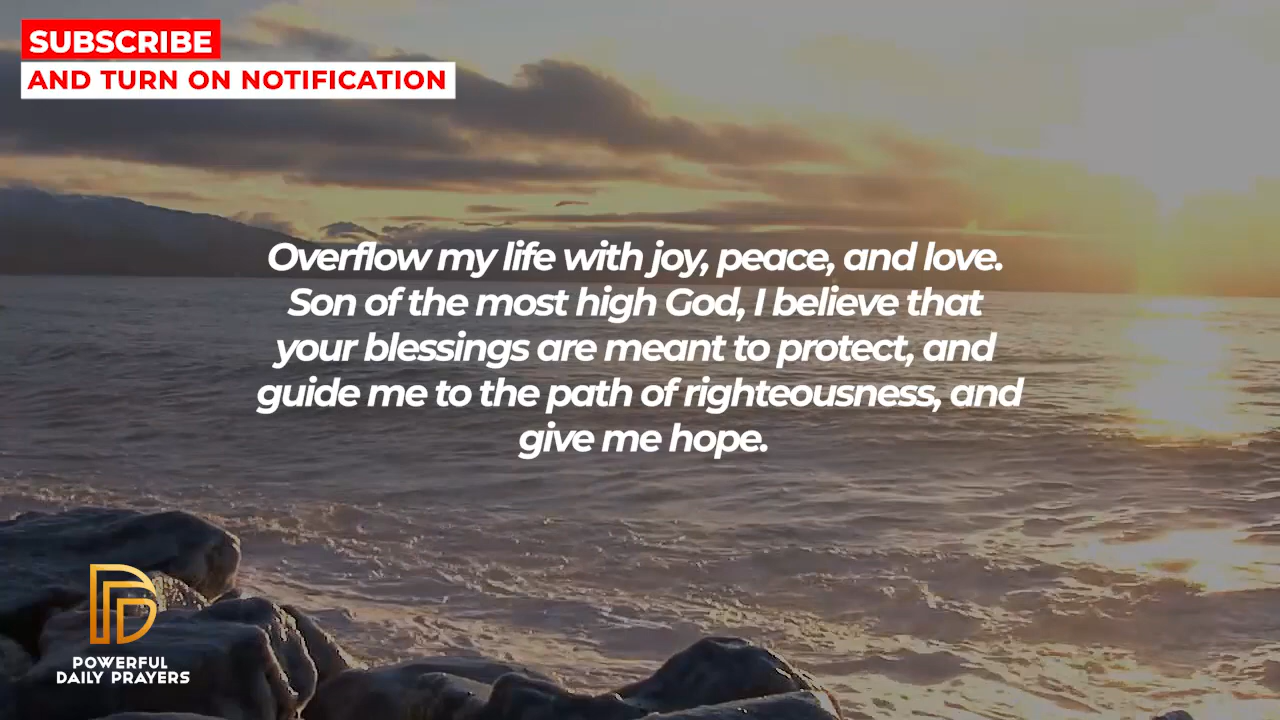 SUBSCRIBE
AND TURN ON NOTIFICATION
Overflow my life with joy, peace, and love.
Son of the most high God, I believe that
your blessings are meant to protect, and
guide me to the path of righteousness, and
give me hope.
POWERFUL
DAILY PRAYERS